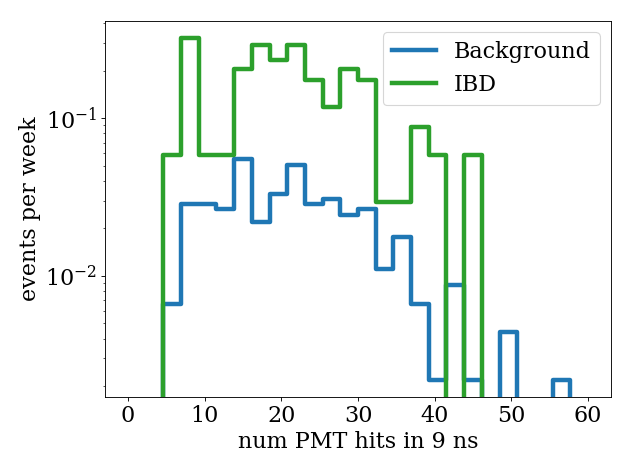 Background
IBD
10⁻¹
10⁻²
events per week
0 10 20 30 40 50 60
num PMT hits in 9 ns